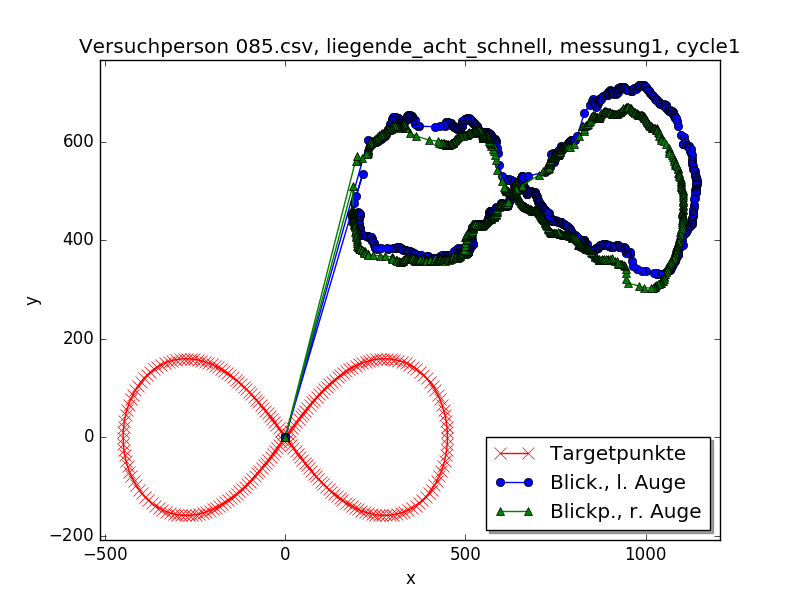 Versuchperson 085.csv, liegende_acht_schnell, messung1, cycle1
600
400
200
0
−200
y
−500
0
500
1000
x
Targetpunkte
Blick., l. Auge
Blickp., r. Auge